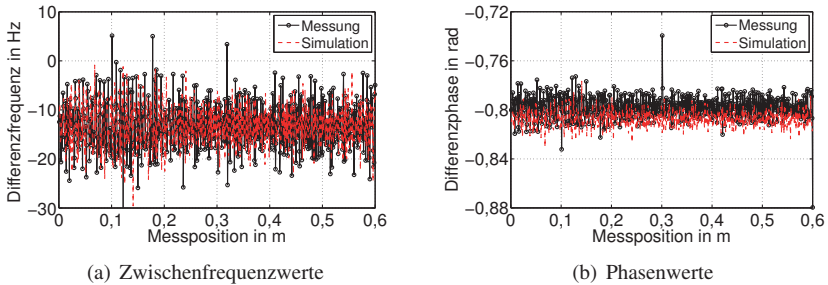 Differenzfrequenz in Hz
10
0
−10
−20
−30
0 0,1 0,2 0,3 0,4 0,5 0,6
Messposition in m
Messung
Simulation
(a) Zwischenfrequenzwerte
Differenzphase in rad
−0.72
−0.76
−0.8
−0.84
−0.88
0 0,1 0,2 0,3 0,4 0,5 0,6
Messposition in m
Messung
Simulation
(b) Phasenwerte